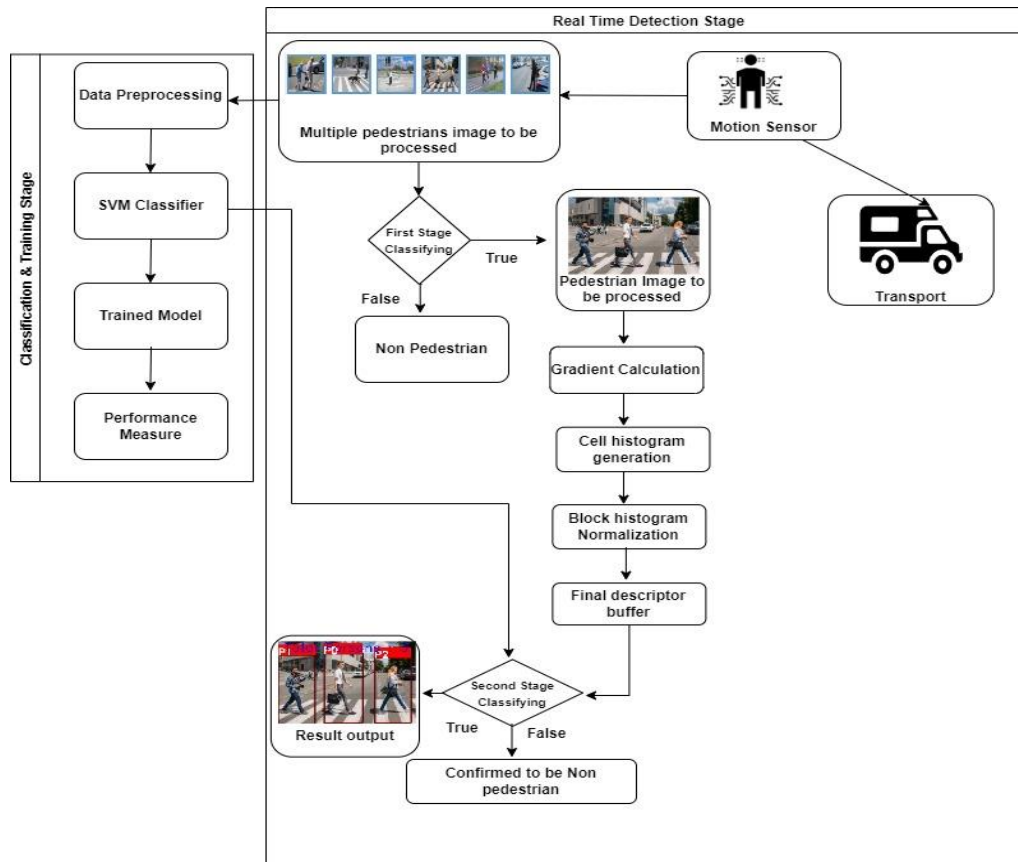 Real Time Detection Stage
Classification & Training Stage
Data Preprocessing
SVM Classifier
Trained Model
Performance
Measure
Multiple pedestrians image to be
processed
Motion Sensor
Transport
First Stage
Classifying
True
False
Non Pedestrian
Pedestrian Image to
be processed
Gradient Calculation
Cell histogram
generation
Block histogram
Normalization
Final descriptor
buffer
Second Stage
Classifying
True
False
P1
P0
P2
Result output
Confirmed to be Non
pedestrian